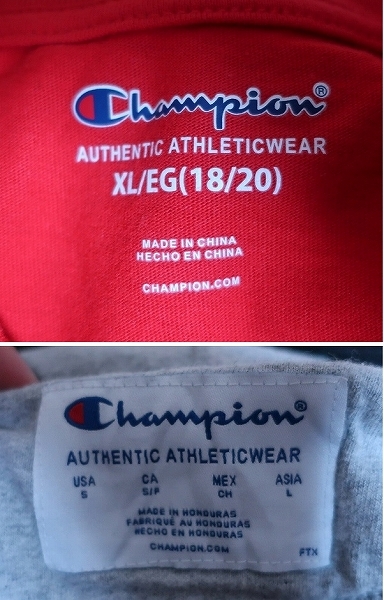 Champion®
AUTHENTIC ATHLETICWEAR
XL/EG(18/20)
MADE IN CHINA
HECHO EN CHINA
CHAMPION.COM
Champion®
AUTHENTIC ATHLETICWEAR
USA CA MEX ASIA
S S/P CH L
MADE IN HONDURAS
FABRIQUÉ AU HONDURAS
HECHO EN HONDURAS
CHAMPION.COM
FTX